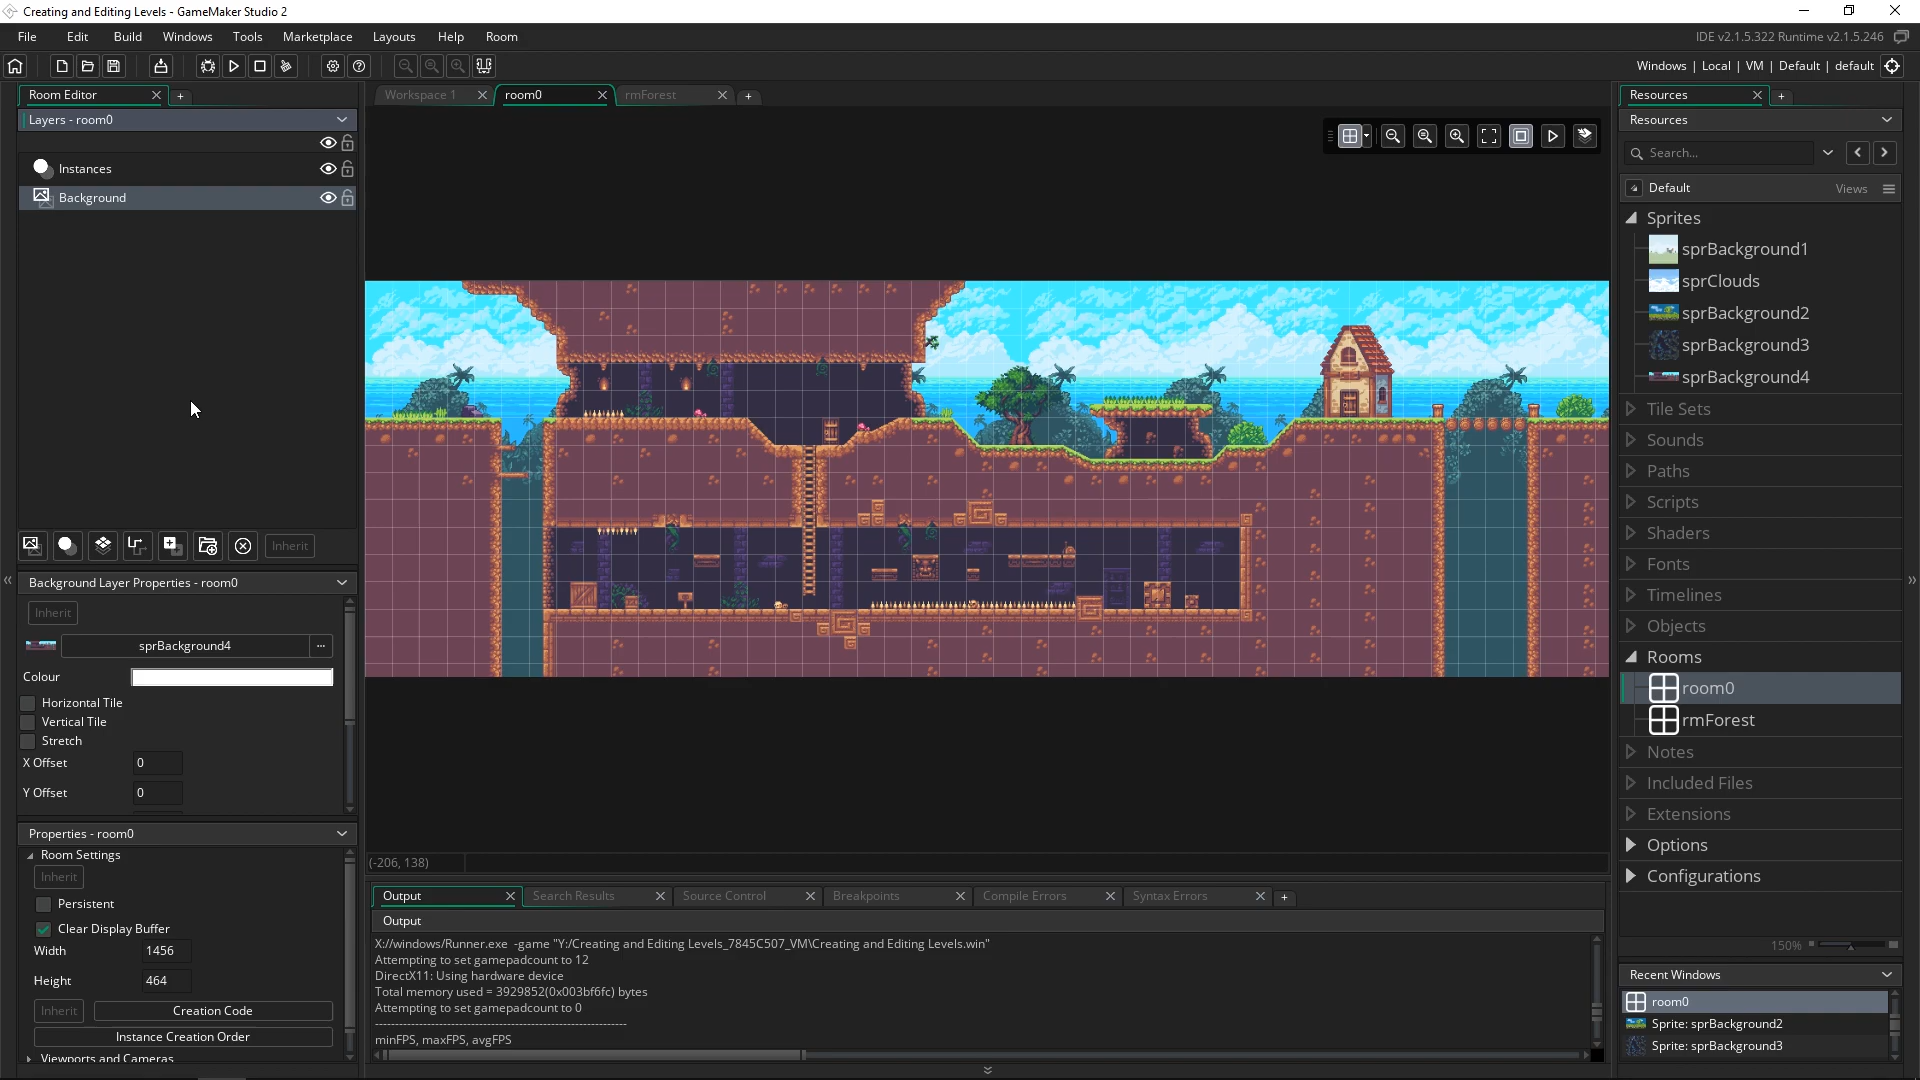 Creating and Editing Levels - GameMaker Studio 2
File Edit Build Windows Tools Marketplace Layouts Help Room
IDE v2.1.5.322 Runtime v2.1.5.246
Windows | Local | VM | Default | default
Room Editor
Layers - room0
Instances
Background
Inherit
Background Layer Properties - room0
Inherit
sprBackground4 ...
Colour
Horizontal Tile
Vertical Tile
Stretch
X Offset 0
Y Offset 0
Properties - room0
Room Settings
Inherit
Persistent
Clear Display Buffer
Width 1456
Height 464
Inherit Creation Code
Instance Creation Order
Viewports and Cameras
Workspace 1 room0 rmForest
(-206, 138)
Output Search Results Source Control Breakpoints Compile Errors Syntax Errors
Output
X://windows/Runner.exe -game "Y:/Creating and Editing Levels_7845C507_VM\Creating and Editing Levels.win"
Attempting to set gamepadcount to 12
DirectX11: Using hardware device
Total memory used = 3929852(0x003bf6fc) bytes
Attempting to set gamepadcount to 0
---------------------------------------------------------------
minFPS, maxFPS, avgFPS
Resources
Resources
Search...
Default Views
Sprites
sprBackground1
sprClouds
sprBackground2
sprBackground3
sprBackground4
Tile Sets
Sounds
Paths
Scripts
Shaders
Fonts
Timelines
Objects
Rooms
room0
rmForest
Notes
Included Files
Extensions
Options
Configurations
150%
Recent Windows
room0
Sprite: sprBackground2
Sprite: sprBackground3